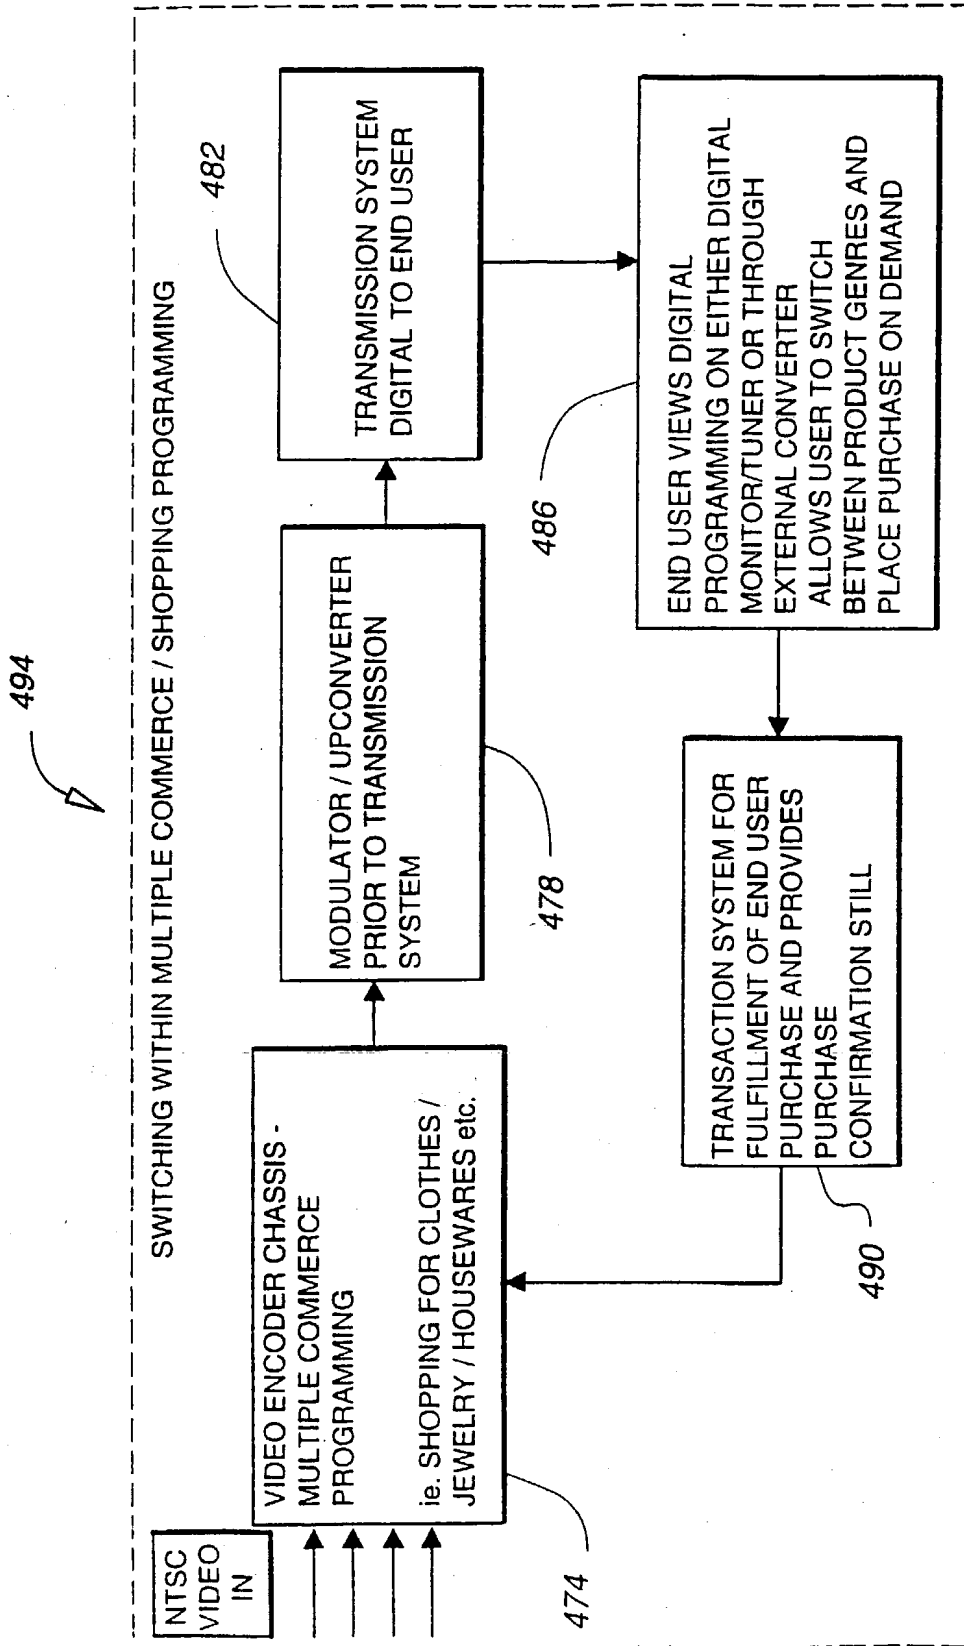 494
SWITCHING WITHIN MULTIPLE COMMERCE / SHOPPING PROGRAMMING
NTSC
VIDEO
IN
VIDEO ENCODER CHASSIS -
MULTIPLE COMMERCE
PROGRAMMING
ie. SHOPPING FOR CLOTHES /
JEWELRY / HOUSEWARES etc.
474
MODULATOR / UPCONVERTER
PRIOR TO TRANSMISSION
SYSTEM
478
TRANSMISSION SYSTEM
DIGITAL TO END USER
482
END USER VIEWS DIGITAL
PROGRAMMING ON EITHER DIGITAL
MONITOR/TUNER OR THROUGH
EXTERNAL CONVERTER
ALLOWS USER TO SWITCH
BETWEEN PRODUCT GENRES AND
PLACE PURCHASE ON DEMAND
486
TRANSACTION SYSTEM FOR
FULFILLMENT OF END USER
PURCHASE AND PROVIDES
PURCHASE
CONFIRMATION STILL
490